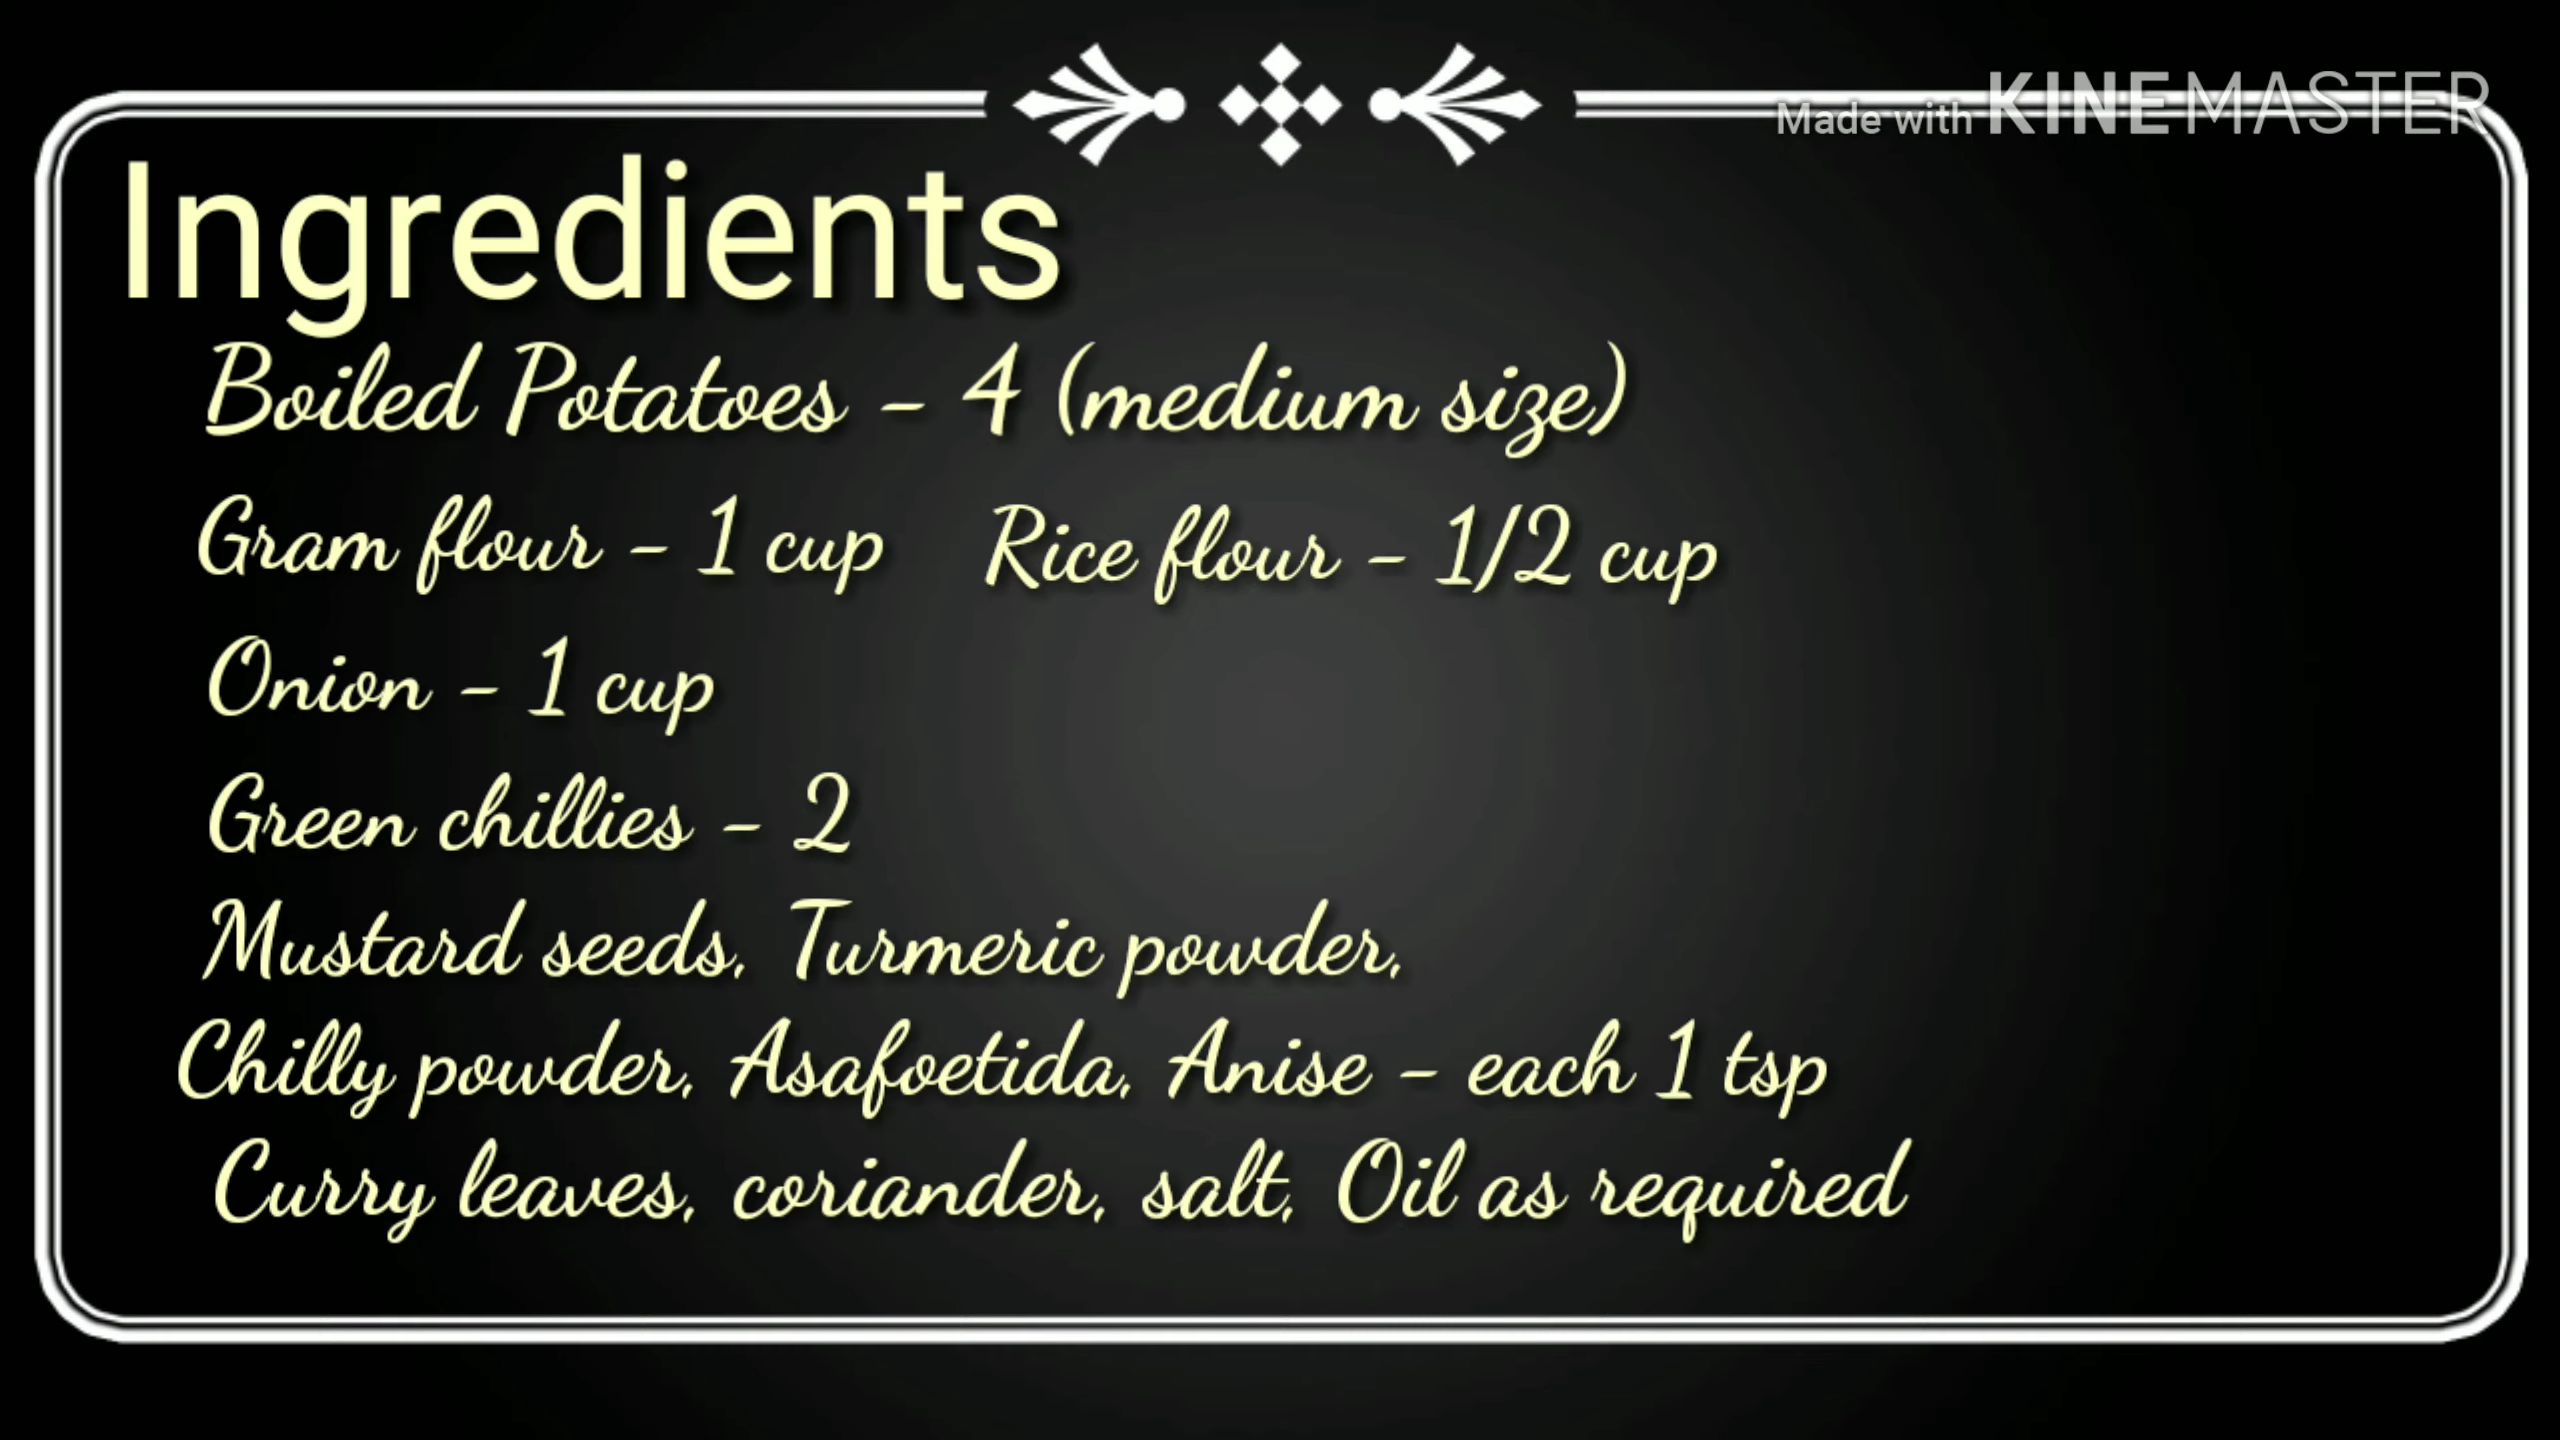 Made with KINEMASTER
Ingredients
Boiled Potatoes - 4 (medium size)
Gram flour - 1 cup Rice flour - 1/2 cup
Onion - 1 cup
Green chillies - 2
Mustard seeds, Turmeric powder,
Chilly powder, Asafoetida, Anise - each 1 tsp
Curry leaves, coriander, salt, Oil as required